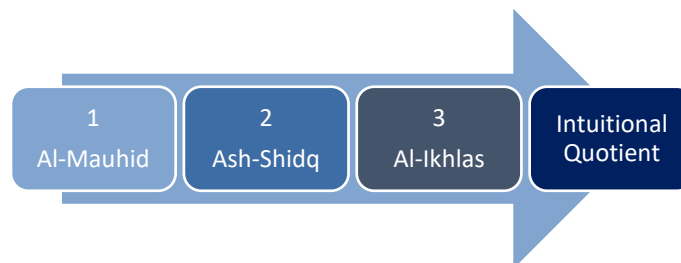 1
Al-Mauhid
2
Ash-Shidq
3
Al-Ikhlas
Intuitional
Quotient